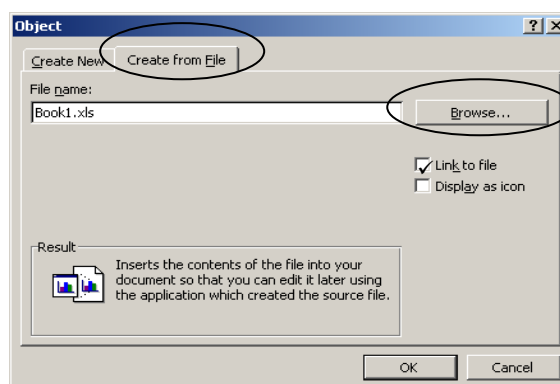 Object
Create New
Create from File
File name:
Book1.xls
Browse...
Link to file
Display as icon
Result
Inserts the contents of the file into your
document so that you can edit it later using
the application which created the source file.
OK
Cancel